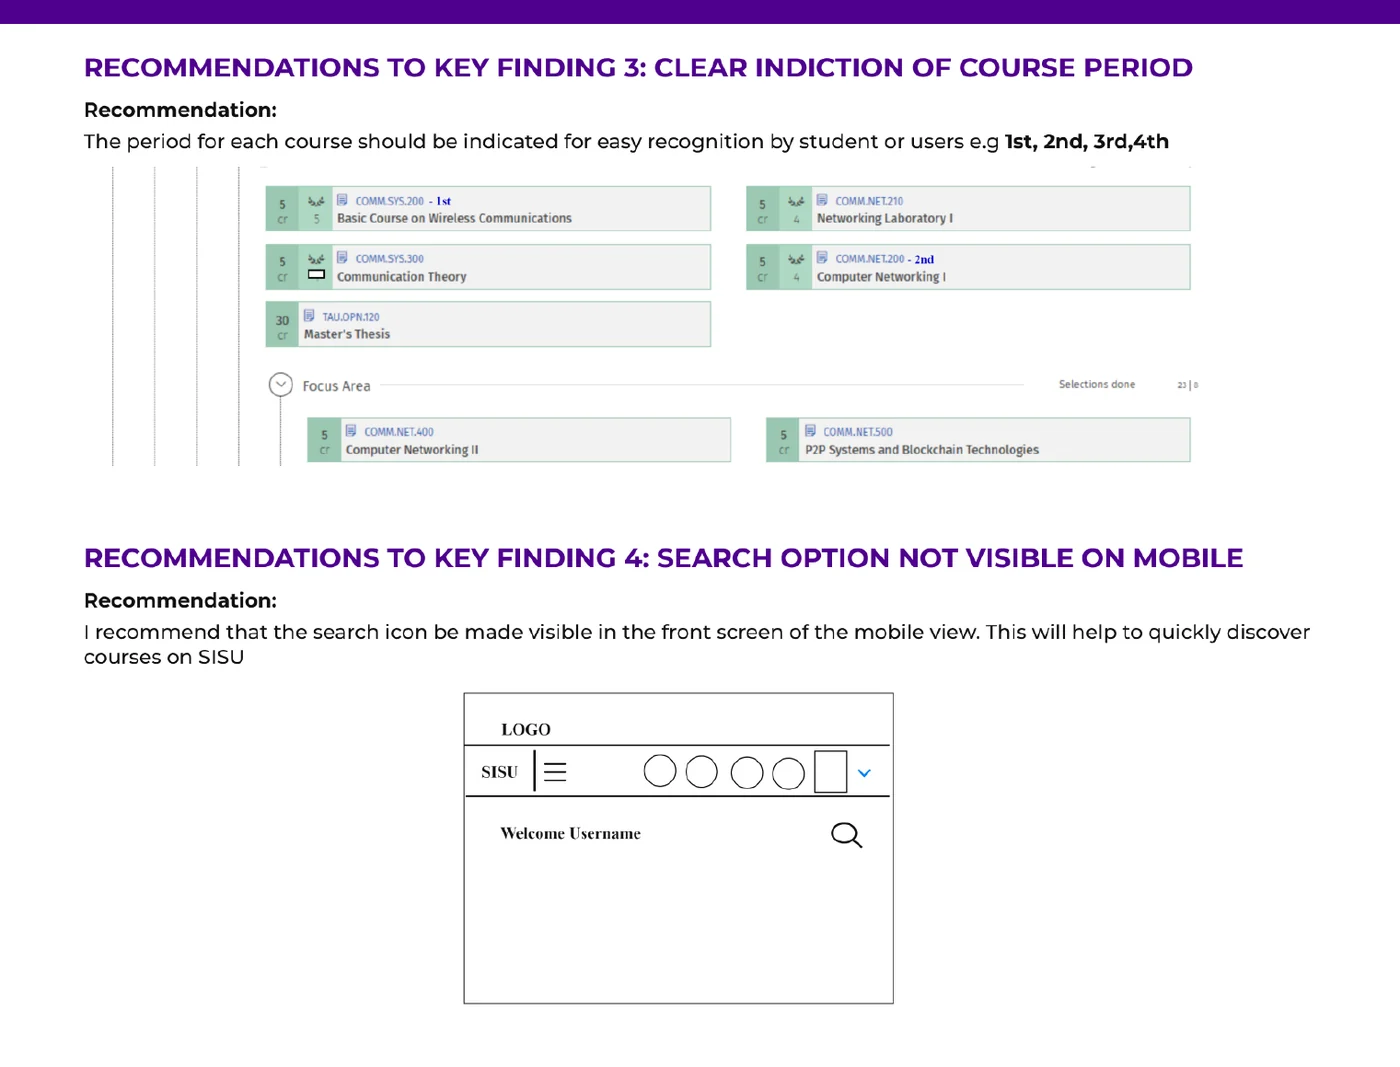 RECOMMENDATIONS TO KEY FINDING 3: CLEAR INDICTION OF COURSE PERIOD
Recommendation:
The period for each course should be indicated for easy recognition by student or users e.g 1st, 2nd, 3rd,4th
5 cr 5 COMM.SYS.200 - 1st
Basic Course on Wireless Communications
5 cr 4 COMM.NET.210
Networking Laboratory I
5 cr COMM.SYS.300
Communication Theory
5 cr 4 COMM.NET.200 - 2nd
Computer Networking I
30 cr TAU.OPN.120
Master's Thesis
Focus Area Selections done 23 | 0
5 cr COMM.NET.400
Computer Networking II
5 cr COMM.NET.500
P2P Systems and Blockchain Technologies
RECOMMENDATIONS TO KEY FINDING 4: SEARCH OPTION NOT VISIBLE ON MOBILE
Recommendation:
I recommend that the search icon be made visible in the front screen of the mobile view. This will help to quickly discover
courses on SISU
LOGO
SISU
Welcome Username